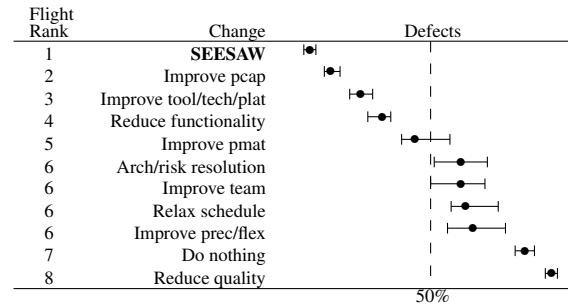 Flight
Rank Change Defects
1 SEESAW
2 Improve pcap
3 Improve tool/tech/plat
4 Reduce functionality
5 Improve pmat
6 Arch/risk resolution
6 Improve team
6 Relax schedule
6 Improve prec/flex
7 Do nothing
8 Reduce quality
50%